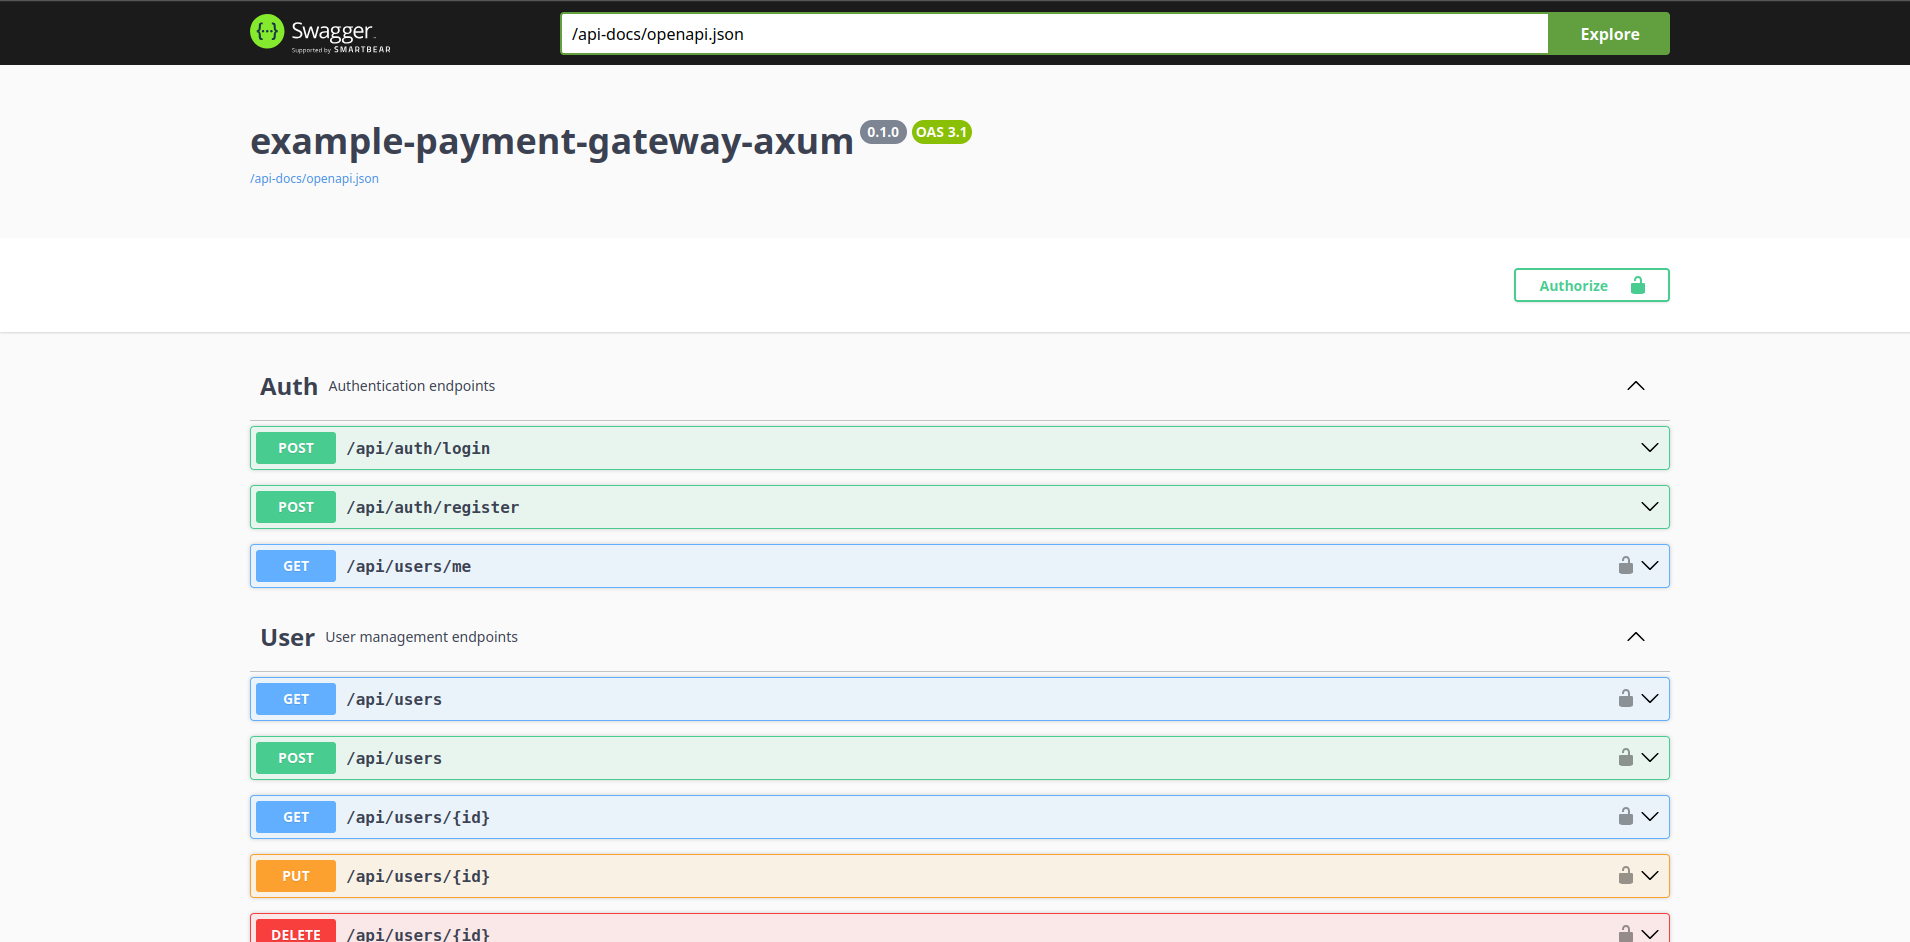 {···} Swagger.
Supported by SMARTBEAR
/api-docs/openapi.json
Explore
example-payment-gateway-axum 0.1.0 OAS 3.1
/api-docs/openapi.json
Authorize
Auth Authentication endpoints
POST /api/auth/login
POST /api/auth/register
GET /api/users/me
User User management endpoints
GET /api/users
POST /api/users
GET /api/users/{id}
PUT /api/users/{id}
DELETE /api/users/{id}